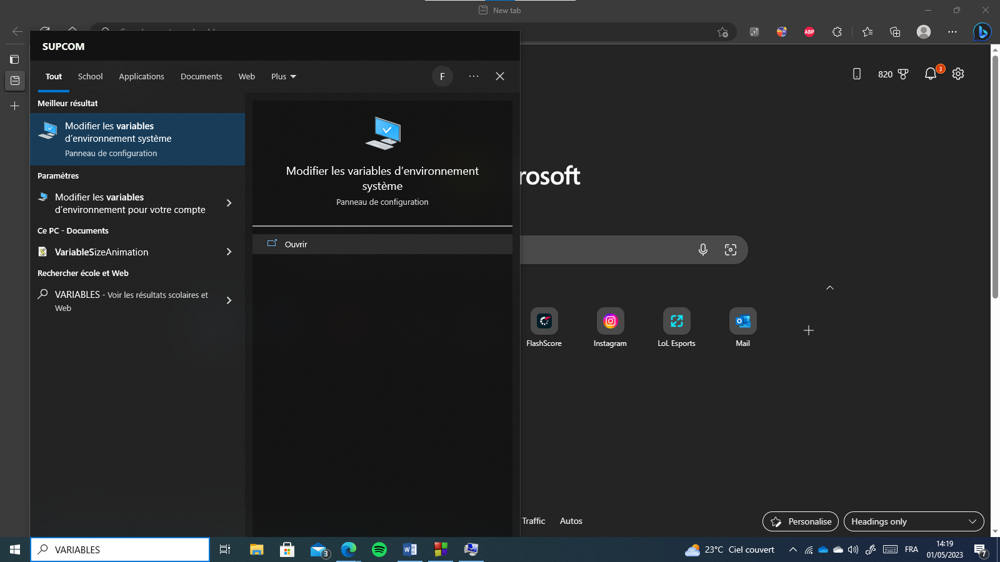 New tab
SUPCOM
Tout
School
Applications
Documents
Web
Plus
F
Meilleur résultat
Modifier les variables
d'environnement système
Panneau de configuration
Paramètres
Modifier les variables
d'environnement pour votre compte
Ce PC - Documents
VariableSizeAnimation
Rechercher école et Web
VARIABLES - Voir les résultats scolaires et
Web
Modifier les variables d'environnement
système
Panneau de configuration
Ouvrir
ABP
820
3
rosoft
FlashScore
Instagram
LoL Esports
Mail
Traffic
Autos
Personalise
Headings only
VARIABLES
3
23°C Ciel couvert
FRA
14:19
01/05/2023
7